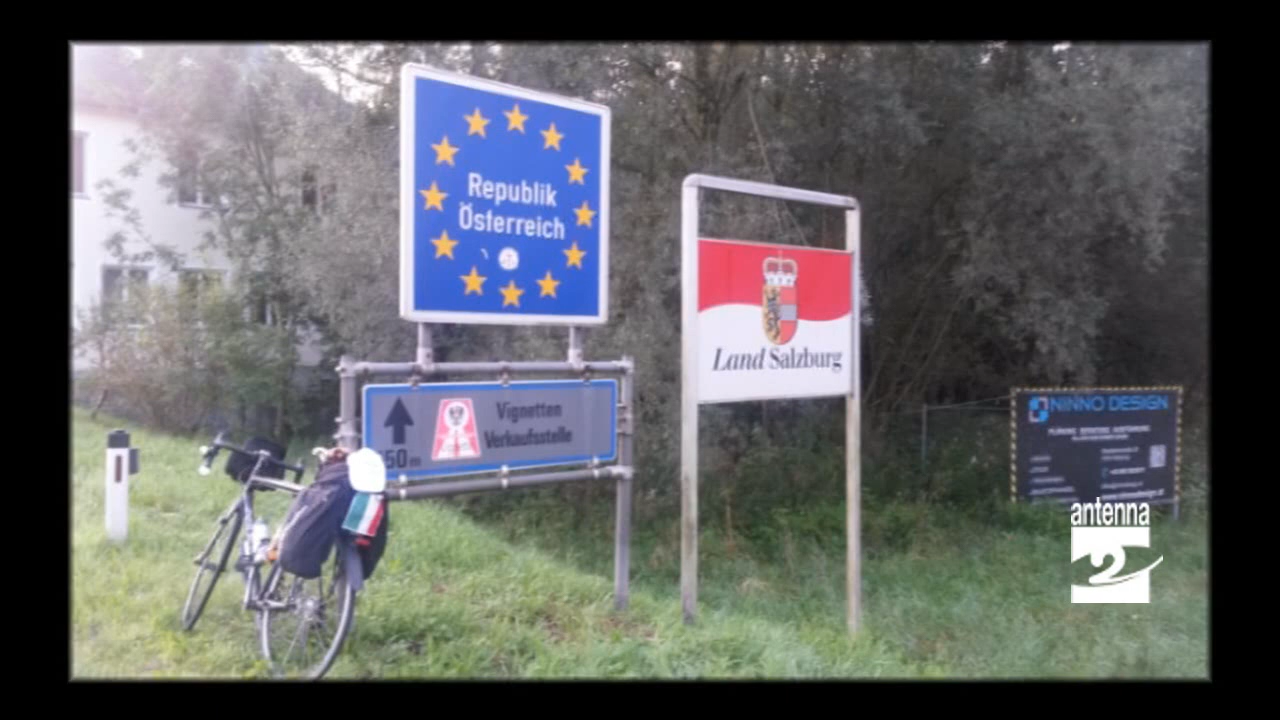 Republik
Österreich
Vignetten
Verkaufsstelle
50 m
Land Salzburg
NINNO DESIGN
antenna
2